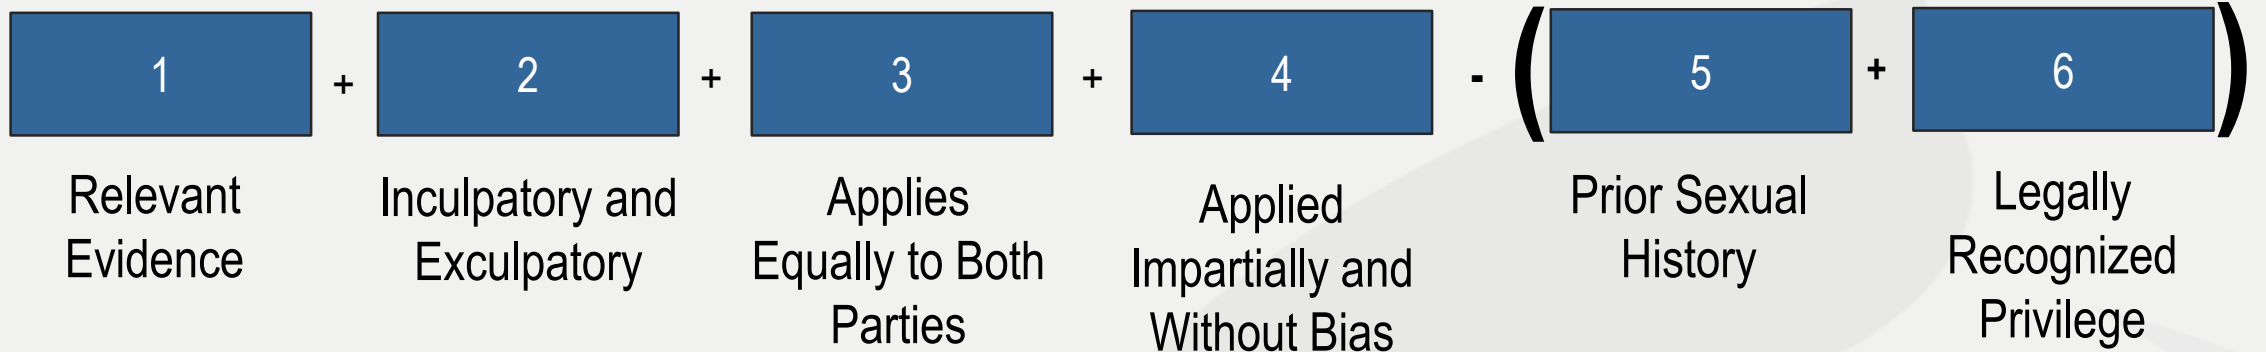 1 + 2 + 3 + 4 - ( 5 + 6 )
Relevant
Evidence
Inculpatory and
Exculpatory
Applies
Equally to Both
Parties
Applied
Impartially and
Without Bias
Prior Sexual
History
Legally
Recognized
Privilege